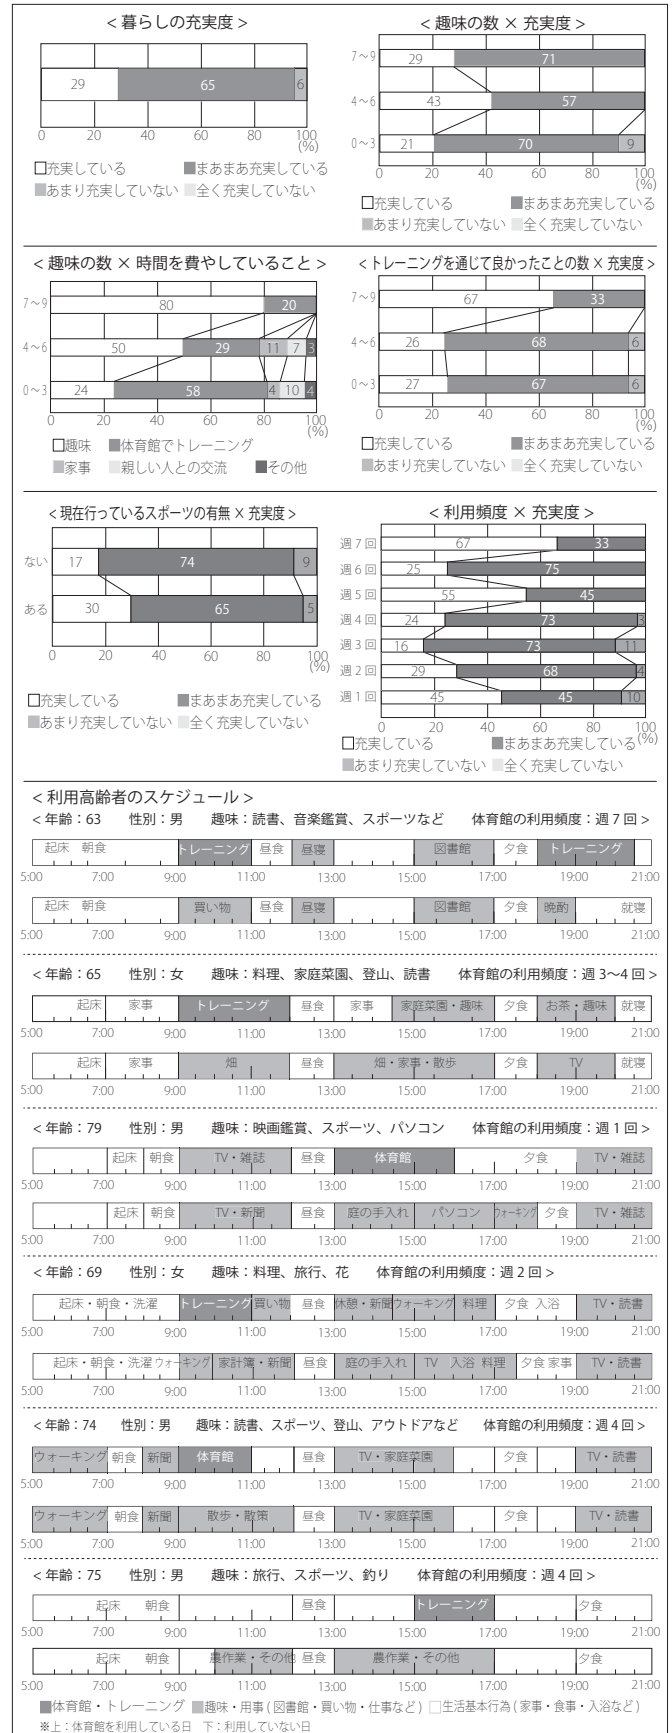 < 暮らしの充実度 >
29 65 6
0 20 40 60 80 100
(%)
充実している まあまあ充実している
あまり充実していない 全く充実していない
< 趣味の数 × 充実度 >
7〜9 29 71
4〜6 43 57
0〜3 21 70 9
0 20 40 60 80 100
(%)
充実している まあまあ充実している
あまり充実していない 全く充実していない
< 趣味の数 × 時間を費やしていること >
7〜9 80 20
4〜6 50 29 11 7 3
0〜3 24 58 4 10 4
0 20 40 60 80 100
(%)
趣味 体育館でトレーニング
家事 親しい人との交流 その他
< トレーニングを通じて良かったことの数 × 充実度 >
7〜9 67 33
4〜6 26 68 6
0〜3 27 67 6
0 20 40 60 80 100
(%)
充実している まあまあ充実している
あまり充実していない 全く充実していない
< 現在行っているスポーツの有無 × 充実度 >
ない 17 74 9
ある 30 65 5
0 20 40 60 80 100
(%)
充実している まあまあ充実している
あまり充実していない 全く充実していない
< 利用頻度 × 充実度 >
週7回 67 33
週6回 25 75
週5回 55 45
週4回 24 73 3
週3回 16 73 11
週2回 29 68 4
週1回 45 45 10
0 20 40 60 80 100
(%)
充実している まあまあ充実している
あまり充実していない 全く充実していない
< 利用高齢者のスケジュール >
< 年齢：63 性別：男 趣味：読書、音楽鑑賞、スポーツなど 体育館の利用頻度：週7回 >
起床 朝食 トレーニング 昼食 昼寝 図書館 夕食 トレーニング
5:00 7:00 9:00 11:00 13:00 15:00 17:00 19:00 21:00
起床 朝食 買い物 昼食 昼寝 図書館 夕食 晩酌 就寝
5:00 7:00 9:00 11:00 13:00 15:00 17:00 19:00 21:00
< 年齢：65 性別：女 趣味：料理、家庭菜園、登山、読書 体育館の利用頻度：週3〜4回 >
起床 家事 トレーニング 昼食 家事 家庭菜園・趣味 夕食 お茶・趣味 就寝
5:00 7:00 9:00 11:00 13:00 15:00 17:00 19:00 21:00
起床 家事 畑 昼食 畑・家事・散歩 夕食 TV 就寝
5:00 7:00 9:00 11:00 13:00 15:00 17:00 19:00 21:00
< 年齢：79 性別：男 趣味：映画鑑賞、スポーツ、パソコン 体育館の利用頻度：週1回 >
起床 朝食 TV・雑誌 昼食 体育館 夕食 TV・雑誌
5:00 7:00 9:00 11:00 13:00 15:00 17:00 19:00 21:00
起床 朝食 TV・新聞 昼食 庭の手入れ パソコン ウォーキング 夕食 TV・雑誌
5:00 7:00 9:00 11:00 13:00 15:00 17:00 19:00 21:00
< 年齢：69 性別：女 趣味：料理、旅行、花 体育館の利用頻度：週2回 >
起床・朝食・洗濯 トレーニング 買い物 昼食 休憩・新聞 ウォーキング 料理 夕食 入浴 TV・読書
5:00 7:00 9:00 11:00 13:00 15:00 17:00 19:00 21:00
起床・朝食・洗濯 ウォーキング 家計簿・新聞 昼食 庭の手入れ TV 入浴 料理 夕食 家事 TV・読書
5:00 7:00 9:00 11:00 13:00 15:00 17:00 19:00 21:00
< 年齢：74 性別：男 趣味：読書、スポーツ、登山、アウトドアなど 体育館の利用頻度：週4回 >
ウォーキング 朝食 新聞 体育館 昼食 TV・家庭菜園 夕食 TV・読書
5:00 7:00 9:00 11:00 13:00 15:00 17:00 19:00 21:00
ウォーキング 朝食 新聞 散歩・散策 昼食 TV・家庭菜園 夕食 TV・読書
5:00 7:00 9:00 11:00 13:00 15:00 17:00 19:00 21:00
< 年齢：75 性別：男 趣味：旅行、スポーツ、釣り 体育館の利用頻度：週4回 >
起床 朝食 昼食 トレーニング 夕食
5:00 7:00 9:00 11:00 13:00 15:00 17:00 19:00 21:00
起床 朝食 農作業・その他 昼食 農作業・その他 夕食
5:00 7:00 9:00 11:00 13:00 15:00 17:00 19:00 21:00
体育館・トレーニング 趣味・用事 ( 図書館・買い物・仕事など ) 生活基本行為 ( 家事・食事・入浴など )
※上：体育館を利用している日 下：利用していない日